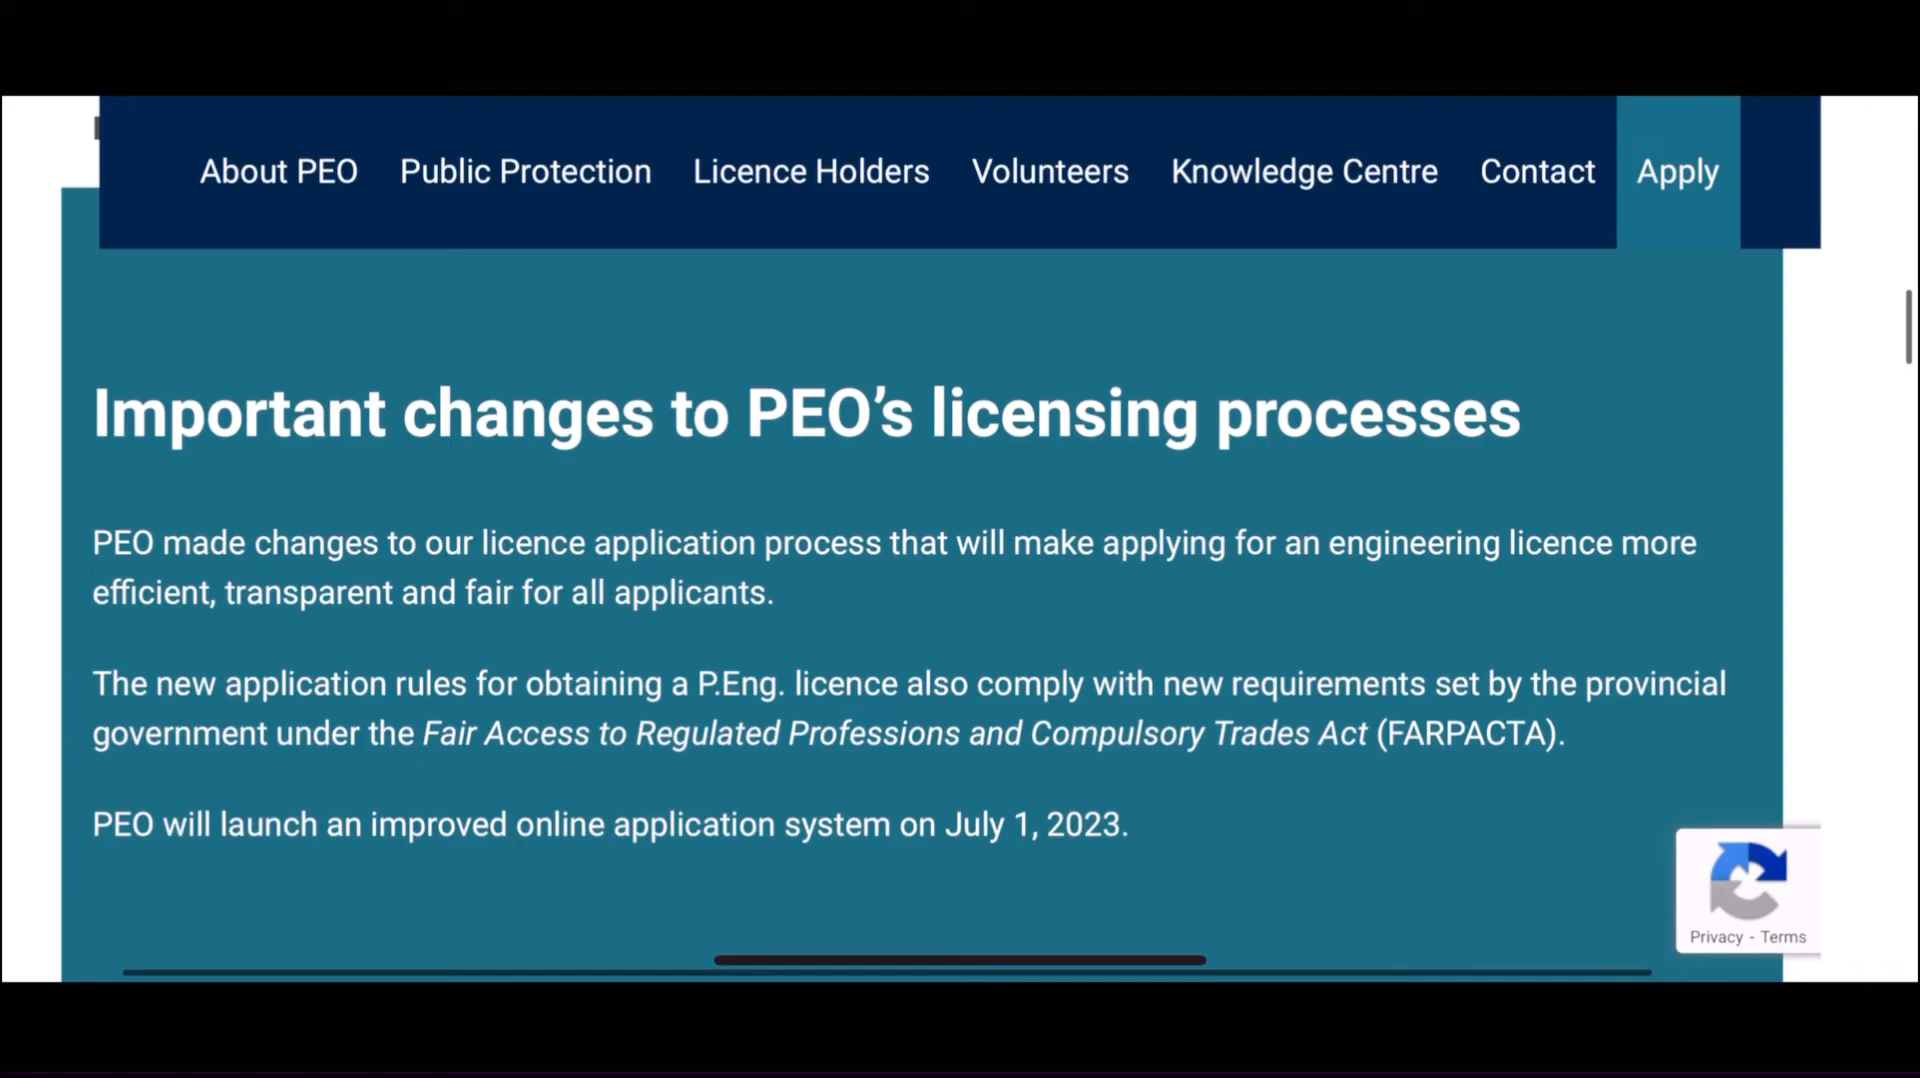 About PEO Public Protection Licence Holders Volunteers Knowledge Centre Contact Apply
Important changes to PEO’s licensing processes
PEO made changes to our licence application process that will make applying for an engineering licence more
efficient, transparent and fair for all applicants.
The new application rules for obtaining a P.Eng. licence also comply with new requirements set by the provincial
government under the Fair Access to Regulated Professions and Compulsory Trades Act (FARPACTA).
PEO will launch an improved online application system on July 1, 2023.
Privacy - Terms